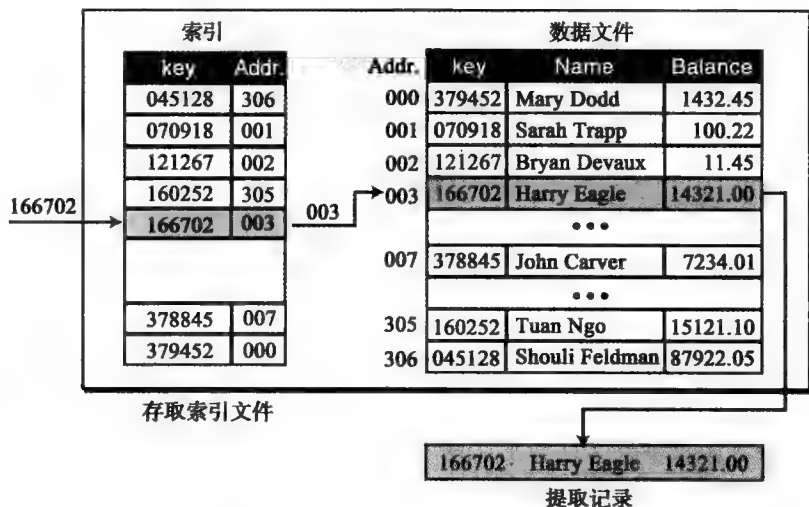 索引
数据文件
key Addr.
Addr. key Name Balance
045128 306
000 379452 Mary Dodd 1432.45
070918 001
001 070918 Sarah Trapp 100.22
121267 002
002 121267 Bryan Devaux 11.45
160252 305
003 166702 Harry Eagle 14321.00
166702
166702 003
003
•••
007 378845 John Carver 7234.01
•••
378845 007
305 160252 Tuan Ngo 15121.10
379452 000
306 045128 Shouli Feldman 87922.05
存取索引文件
166702 Harry Eagle 14321.00
提取记录